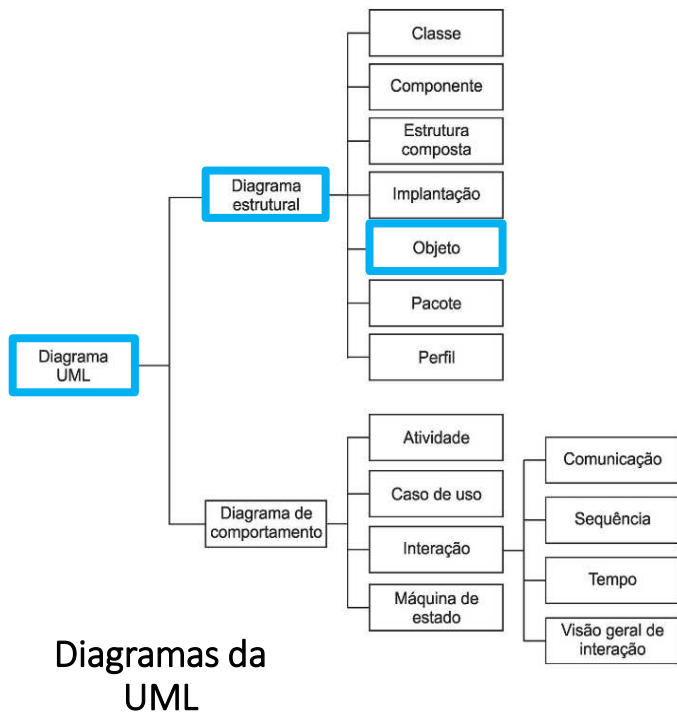 Classe
Componente
Estrutura
composta
Diagrama
estrutural
Implantação
Objeto
Pacote
Diagrama
UML
Perfil
Atividade
Comunicação
Caso de uso
Diagrama de
comportamento
Sequência
Interação
Tempo
Máquina de
estado
Visão geral de
interação
Diagramas da
UML